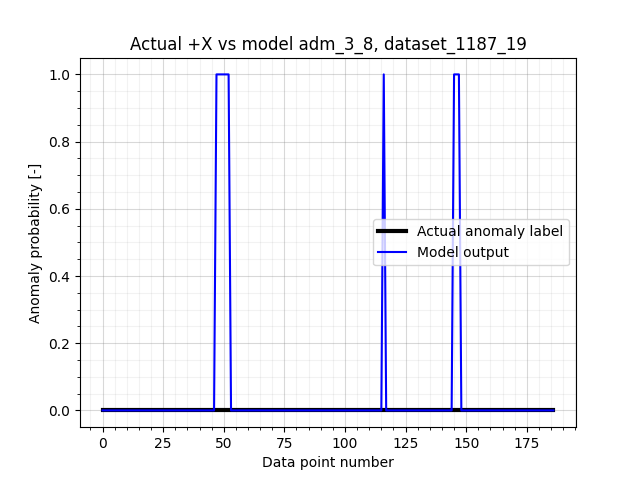 Actual +X vs model adm_3_8, dataset_1187_19
Anomaly probability [-]
1.0
0.8
0.6
0.4
0.2
0.0
Actual anomaly label
Model output
0 25 50 75 100 125 150 175
Data point number